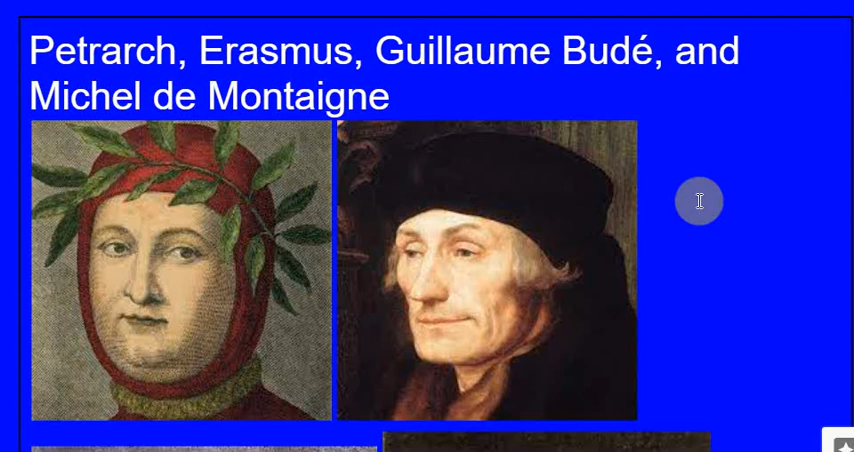 Petrarch, Erasmus, Guillaume Budé, and
Michel de Montaigne